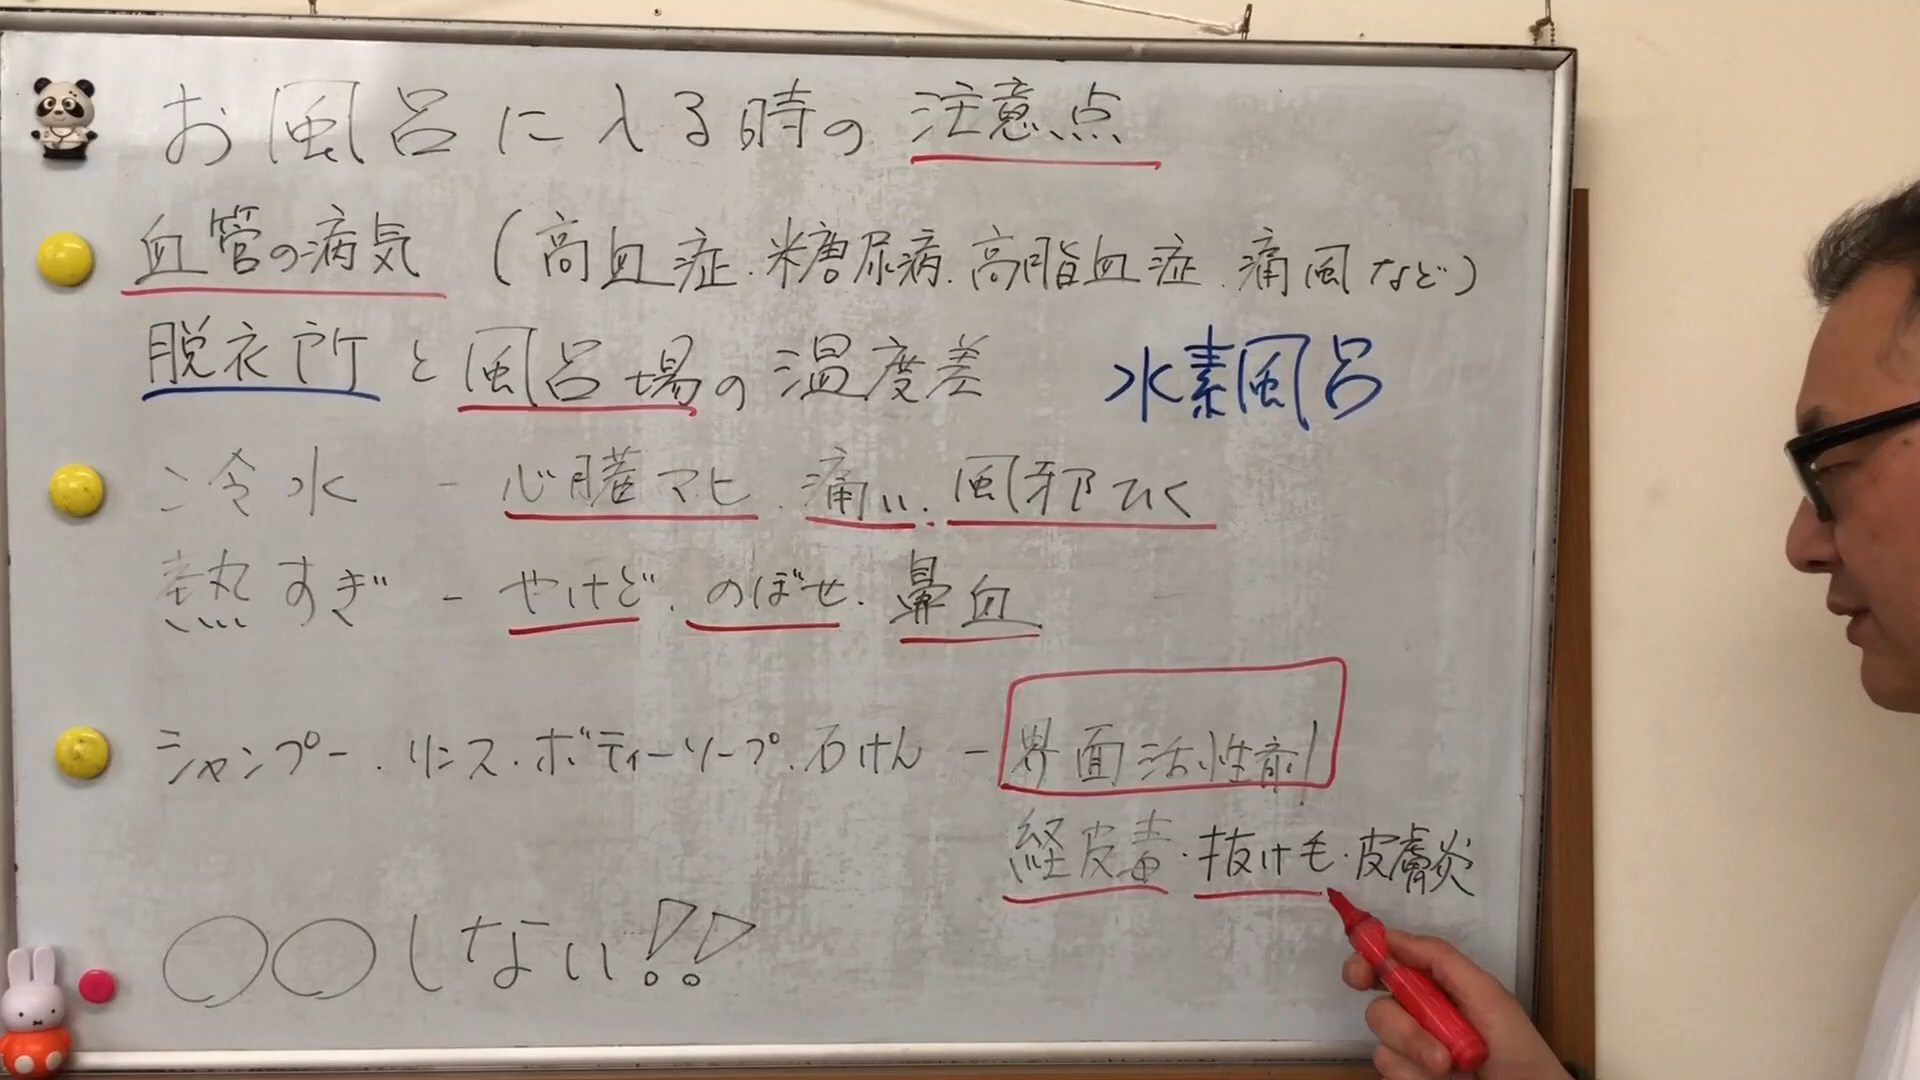 お風呂に入る時の注意点
血管の病気 (高血症.糖尿病.高脂血症.痛風など)
脱衣所と風呂場の温度差 水素風呂
冷水 - 心臓マヒ.痛い.風邪ひく
熱すぎ - やけど.のぼせ.鼻血
シャンプー.リンス.ボディーソープ.石けん - 界面活性剤
経皮毒・抜け毛・皮膚炎
○○しない!!